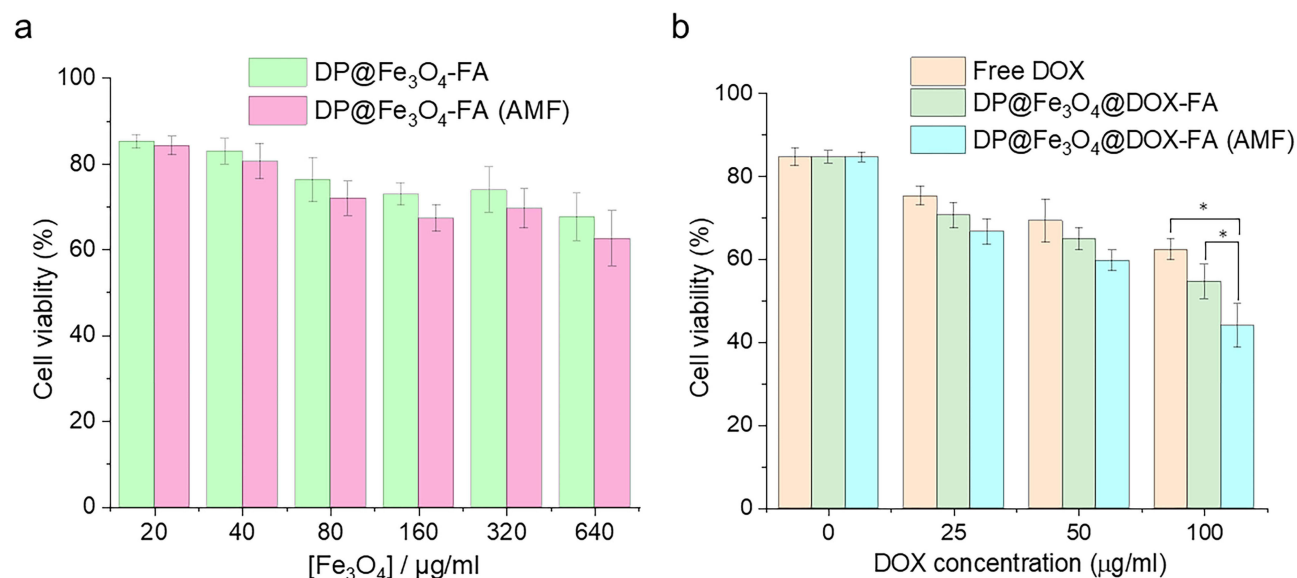 a
DP@Fe₃O₄-FA
DP@Fe₃O₄-FA (AMF)
100
80
60
40
20
0
Cell viablity (%)
20 40 80 160 320 640
[Fe₃O₄] / μg/ml
b
Free DOX
DP@Fe₃O₄@DOX-FA
DP@Fe₃O₄@DOX-FA (AMF)
100
80
60
40
20
0
Cell viability (%)
*
*
0 25 50 100
DOX concentration (μg/ml)